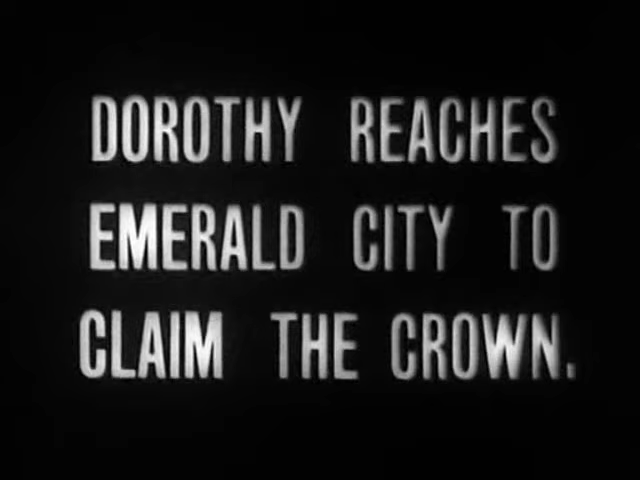 DOROTHY REACHES
EMERALD CITY TO
CLAIM THE CROWN.